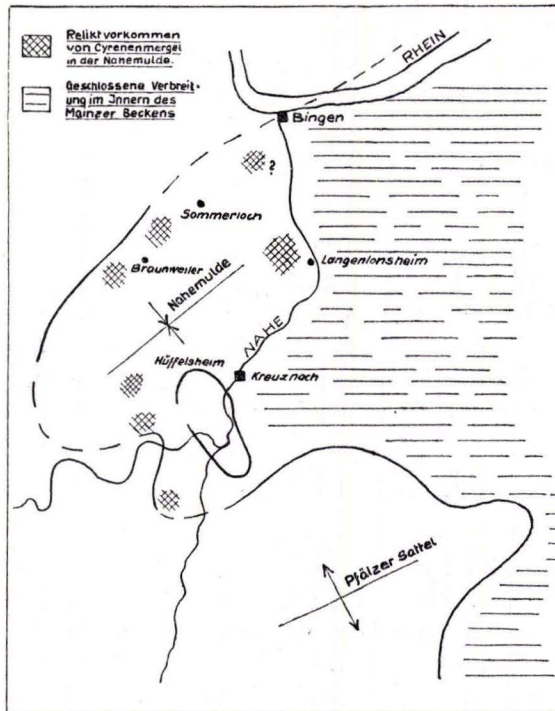 Reliktvorkommen
von Cyrenenmergel
in der Nahemulde.
Geschlossene Verbreit-
ung im Innern des
Mainzer Beckens
RHEIN
Bingen
?
Sommerloch
Braunweiler
Langenlonsheim
Nahemulde
NAHE
Hüffelsheim
Kreuznach
Pfälzer Sattel